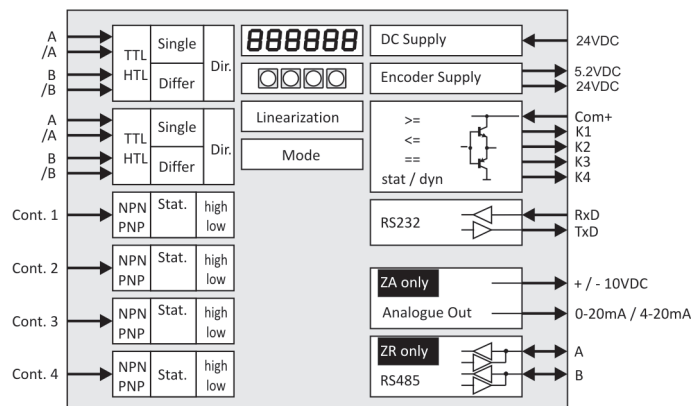 A
/A
B
/B
TTL
HTL
Single
Differ
Dir.
A
/A
B
/B
TTL
HTL
Single
Differ
Dir.
Cont. 1
NPN
PNP
Stat.
high
low
Cont. 2
NPN
PNP
Stat.
high
low
Cont. 3
NPN
PNP
Stat.
high
low
Cont. 4
NPN
PNP
Stat.
high
low
888888
Linearization
Mode
DC Supply
24VDC
Encoder Supply
5.2VDC
24VDC
>=
<=
==
stat / dyn
Com+
K1
K2
K3
K4
RS232
RxD
TxD
ZA only
Analogue Out
+ / - 10VDC
0-20mA / 4-20mA
ZR only
RS485
A
B